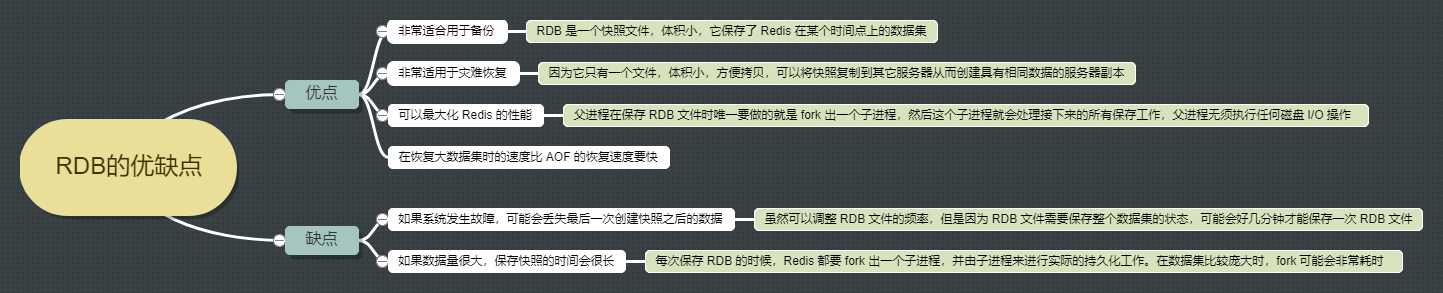 RDB的优缺点
优点
非常适合用于备份
RDB 是一个快照文件，体积小，它保存了 Redis 在某个时间点上的数据集
非常适用于灾难恢复
因为它只有一个文件，体积小，方便拷贝，可以将快照复制到其它服务器从而创建具有相同数据的服务器副本
可以最大化 Redis 的性能
父进程在保存 RDB 文件时唯一要做的就是 fork 出一个子进程，然后这个子进程就会处理接下来的所有保存工作，父进程无须执行任何磁盘 I/O 操作
在恢复大数据集时的速度比 AOF 的恢复速度要快
缺点
如果系统发生故障，可能会丢失最后一次创建快照之后的数据
虽然可以调整 RDB 文件的频率，但是因为 RDB 文件需要保存整个数据集的状态，可能会好几分钟才能保存一次 RDB 文件
如果数据量很大，保存快照的时间会很长
每次保存 RDB 的时候，Redis 都要 fork 出一个子进程，并由子进程来进行实际的持久化工作。在数据集比较庞大时，fork 可能会非常耗时